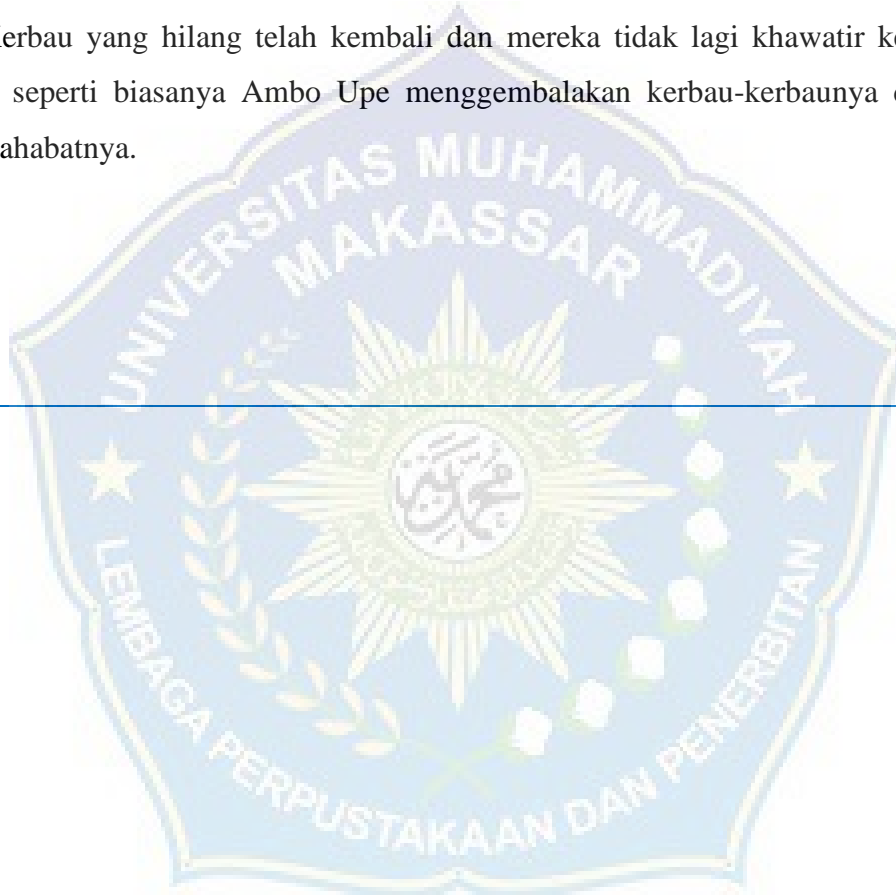 erbau yang hilang telah kembali dan mereka tidak lagi khawatir
seperti biasanya Ambo Upe menggembalakan kerbau-kerbaunya
ahabatnya.
UNIVERSITAS MUHAMMADIYAH
MAKASSAR
محمدية
LEMBAGA PERPUSTAKAAN DAN PENERBITAN